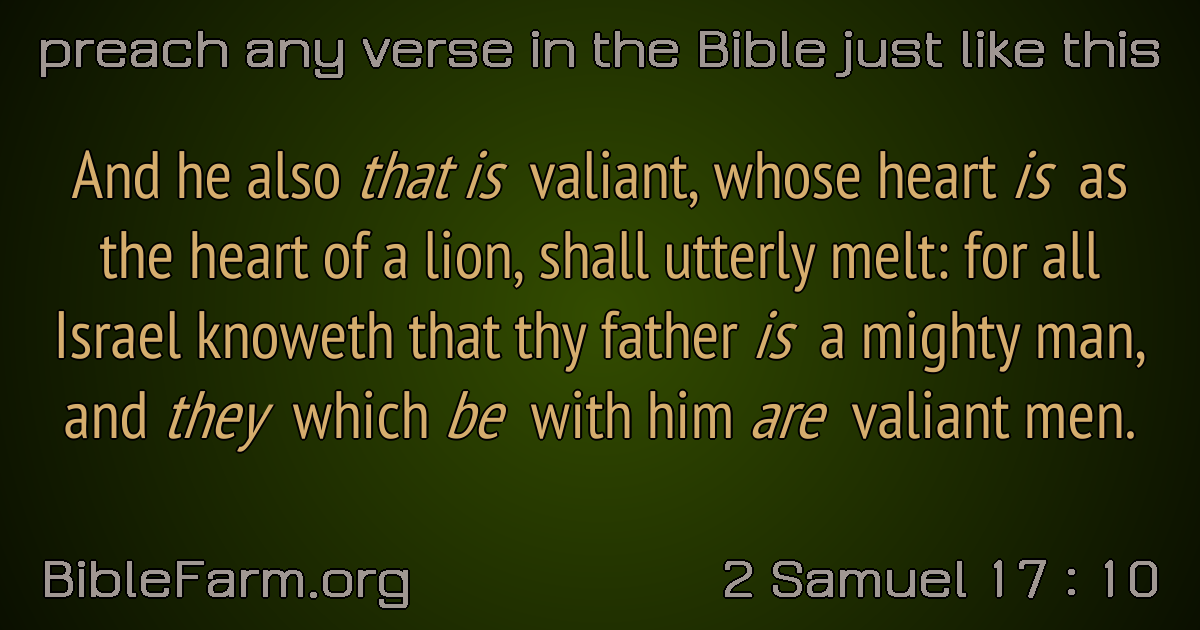 preach any verse in the Bible just like this
And he also that is valiant, whose heart is as
the heart of a lion, shall utterly melt: for all
Israel knoweth that thy father is a mighty man,
and they which be with him are valiant men.
BibleFarm.org
2 Samuel 17 : 10